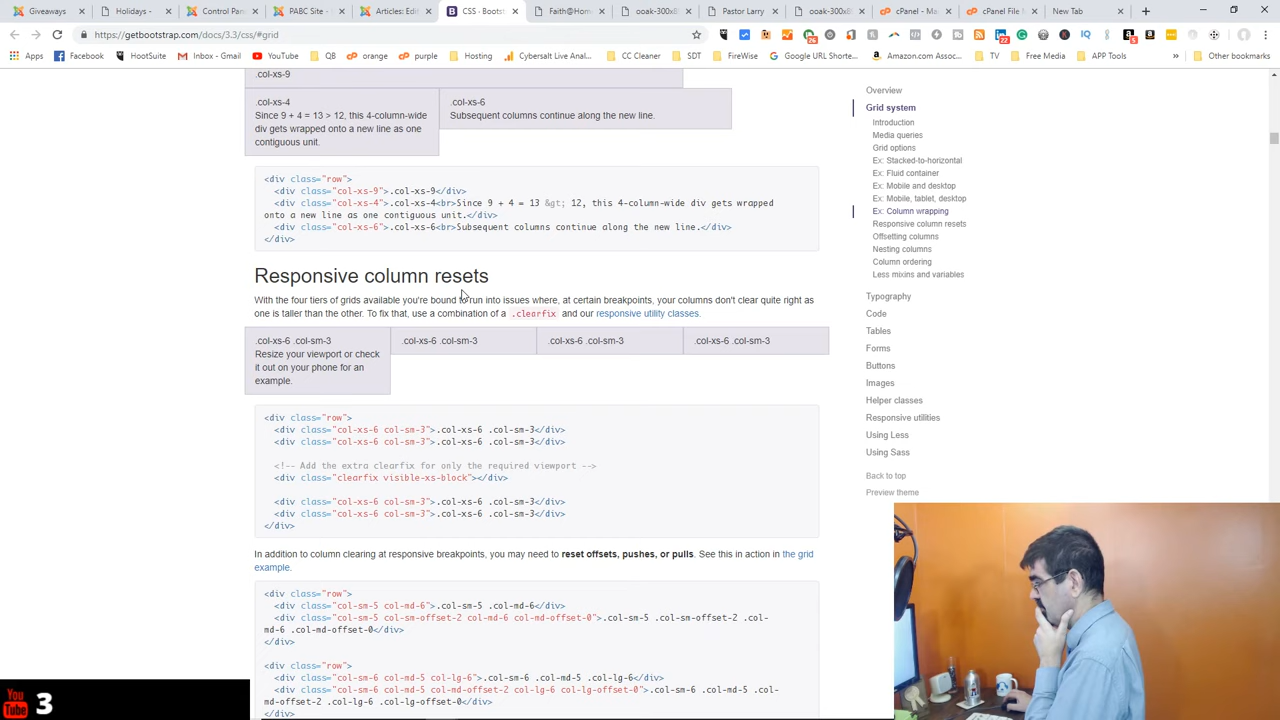 Giveaways
Holidays -
Control Pan
PABC Site -
Articles: Edi
CSS · Bootst
Faith@Hom
ooak-300x8
Pastor Larry
ooak-300x8
cPanel - Ma
cPanel File M
New Tab
https://getbootstrap.com/docs/3.3/css/#grid
Apps
Facebook
HootSuite
Inbox - Gmail
YouTube
QB
orange
purple
Hosting
Cybersalt Live Anal...
CC Cleaner
SDT
FireWise
Google URL Shorte...
Amazon.com Assoc...
TV
Free Media
APP Tools
»
Other bookmarks
.col-xs-9
.col-xs-4
Since 9 + 4 = 13 > 12, this 4-column-wide
div gets wrapped onto a new line as one
contiguous unit.
.col-xs-6
Subsequent columns continue along the new line.
<div class="row">
<div class="col-xs-9">.col-xs-9</div>
<div class="col-xs-4">.col-xs-4<br>Since 9 + 4 = 13 &gt; 12, this 4-column-wide div gets wrapped
onto a new line as one contiguous unit.</div>
<div class="col-xs-6">.col-xs-6<br>Subsequent columns continue along the new line.</div>
</div>
Responsive column resets
With the four tiers of grids available you're bound to run into issues where, at certain breakpoints, your columns don't clear quite right as
one is taller than the other. To fix that, use a combination of a .clearfix and our responsive utility classes.
.col-xs-6 .col-sm-3
Resize your viewport or check
it out on your phone for an
example.
.col-xs-6 .col-sm-3
.col-xs-6 .col-sm-3
.col-xs-6 .col-sm-3
<div class="row">
<div class="col-xs-6 col-sm-3">.col-xs-6 .col-sm-3</div>
<div class="col-xs-6 col-sm-3">.col-xs-6 .col-sm-3</div>
<!-- Add the extra clearfix for only the required viewport -->
<div class="clearfix visible-xs-block"></div>
<div class="col-xs-6 col-sm-3">.col-xs-6 .col-sm-3</div>
<div class="col-xs-6 col-sm-3">.col-xs-6 .col-sm-3</div>
</div>
In addition to column clearing at responsive breakpoints, you may need to reset offsets, pushes, or pulls. See this in action in the grid
example.
<div class="row">
<div class="col-sm-5 col-md-6">.col-sm-5 .col-md-6</div>
<div class="col-sm-5 col-sm-offset-2 col-md-6 col-md-offset-0">.col-sm-5 .col-sm-offset-2 .col-
md-6 .col-md-offset-0</div>
</div>
<div class="row">
<div class="col-sm-6 col-md-5 col-lg-6">.col-sm-6 .col-md-5 .col-lg-6</div>
<div class="col-sm-6 col-md-5 col-md-offset-2 col-lg-6 col-lg-offset-0">.col-sm-6 .col-md-5 .col-
md-offset-2 .col-lg-6 .col-lg-offset-0</div>
</div>
Overview
Grid system
Introduction
Media queries
Grid options
Ex: Stacked-to-horizontal
Ex: Fluid container
Ex: Mobile and desktop
Ex: Mobile, tablet, desktop
Ex: Column wrapping
Responsive column resets
Offsetting columns
Nesting columns
Column ordering
Less mixins and variables
Typography
Code
Tables
Forms
Buttons
Images
Helper classes
Responsive utilities
Using Less
Using Sass
Back to top
Preview theme
You
Tube
3